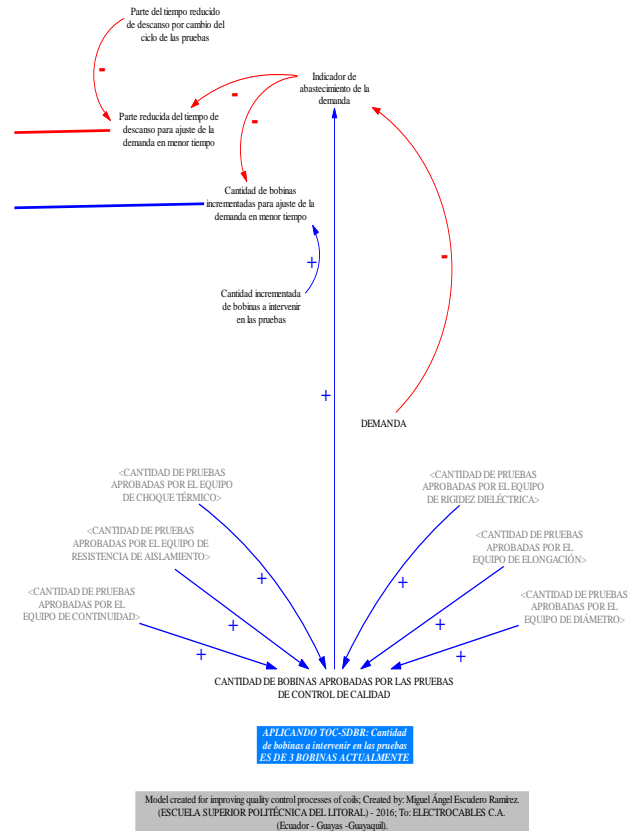 Parte del tiempo reducido
de descanso por cambio del
ciclo de las pruebas
-
Indicador de
abastecimiento de la
demanda
-
-
Parte reducida del tiempo de
descanso para ajuste de la
demanda en menor tiempo
Cantidad de bobinas
incrementadas para ajuste de la
demanda en menor tiempo
+
-
Cantidad incrementada
de bobinas a intervenir
en las pruebas
+
DEMANDA
<CANTIDAD DE PRUEBAS
APROBADAS POR EL EQUIPO
DE CHOQUE TÉRMICO>
<CANTIDAD DE PRUEBAS
APROBADAS POR EL EQUIPO
DE RIGIDEZ DIELÉCTRICA>
<CANTIDAD DE PRUEBAS
APROBADAS POR EL EQUIPO DE
RESISTENCIA DE AISLAMIENTO>
<CANTIDAD DE PRUEBAS
APROBADAS POR EL
EQUIPO DE ELONGACIÓN>
<CANTIDAD DE PRUEBAS
APROBADAS POR EL
EQUIPO DE CONTINUIDAD>
<CANTIDAD DE PRUEBAS
APROBADAS POR EL
EQUIPO DE DIÁMETRO>
+
+
+
+
+
+
CANTIDAD DE BOBINAS APROBADAS POR LAS PRUEBAS
DE CONTROL DE CALIDAD
APLICANDO TOC-SDBR: Cantidad
de bobinas a intervenir en las pruebas
ES DE 3 BOBINAS ACTUALMENTE
Model created for improving quality control processes of coils; Created by: Miguel Ángel Escudero Ramírez.
(ESCUELA SUPERIOR POLITÉCNICA DEL LITORAL) - 2016; To: ELECTROCABLES C.A.
(Ecuador - Guayas -Guayaquil).